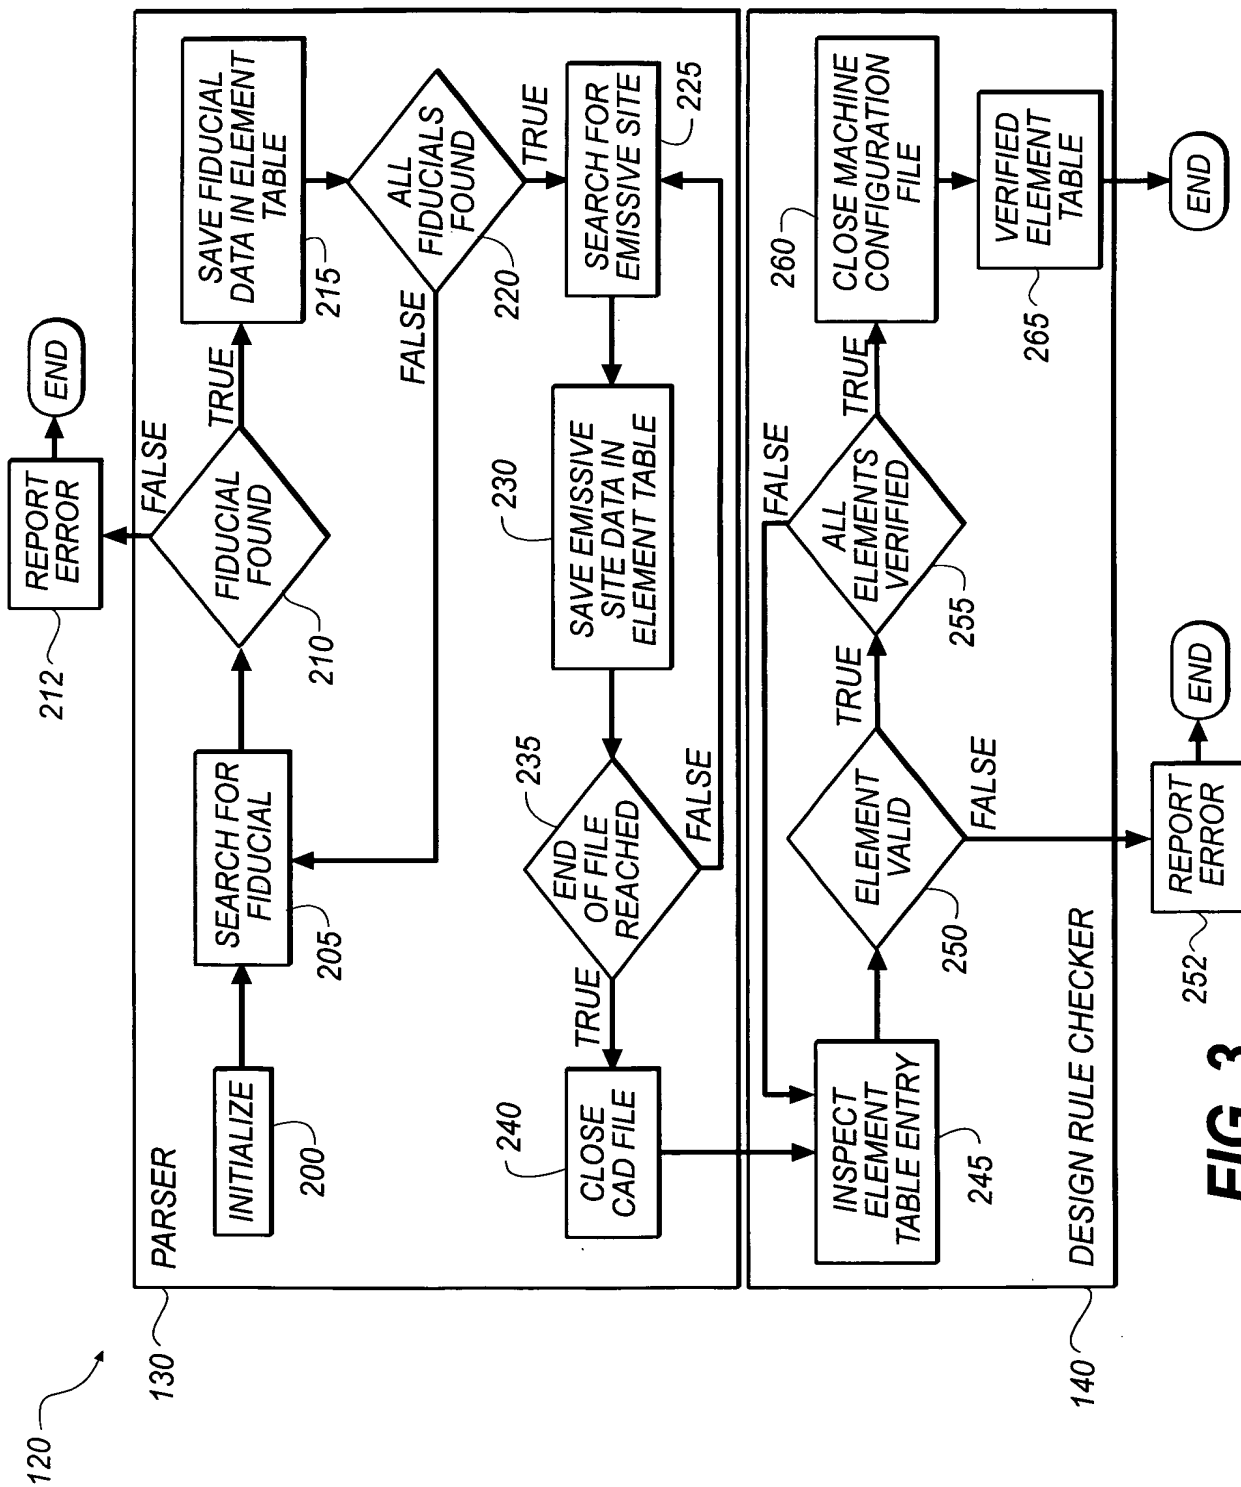 120
130
PARSER
INITIALIZE
200
SEARCH FOR
FIDUCIAL
205
FIDUCIAL
FOUND
210
FALSE
TRUE
REPORT
ERROR
212
END
SAVE FIDUCIAL
DATA IN ELEMENT
TABLE
215
ALL
FIDUCIALS
FOUND
220
FALSE
TRUE
SEARCH FOR
EMISSIVE SITE
225
SAVE EMISSIVE
SITE DATA IN
ELEMENT TABLE
230
END
OF FILE
REACHED
235
FALSE
TRUE
CLOSE
CAD FILE
240
140
DESIGN RULE CHECKER
INSPECT
ELEMENT
TABLE ENTRY
245
ELEMENT
VALID
250
TRUE
FALSE
REPORT
ERROR
252
END
ALL
ELEMENTS
VERIFIED
255
FALSE
TRUE
CLOSE MACHINE
CONFIGURATION
FILE
260
VERIFIED
ELEMENT
TABLE
265
END
FIG. 3